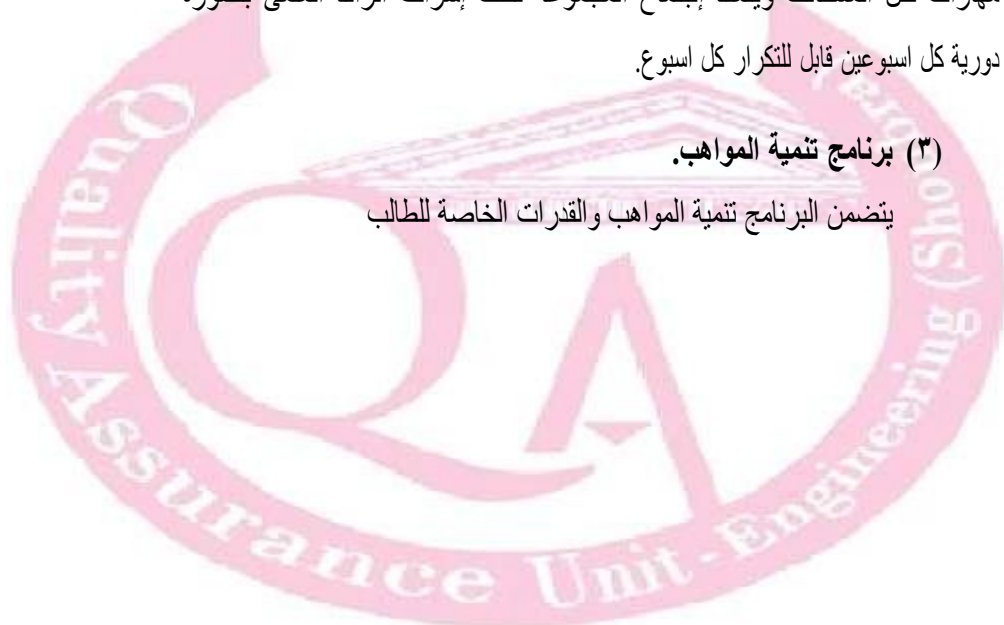 دورية كل اسبوعين قابل للتكرار كل اسبوع.
(٣) برنامج تنمية المواهب.
يتضمن البرنامج تنمية المواهب والقدرات الخاصة للطالب
Quality Assurance Unit - Engineering (Sho
QA